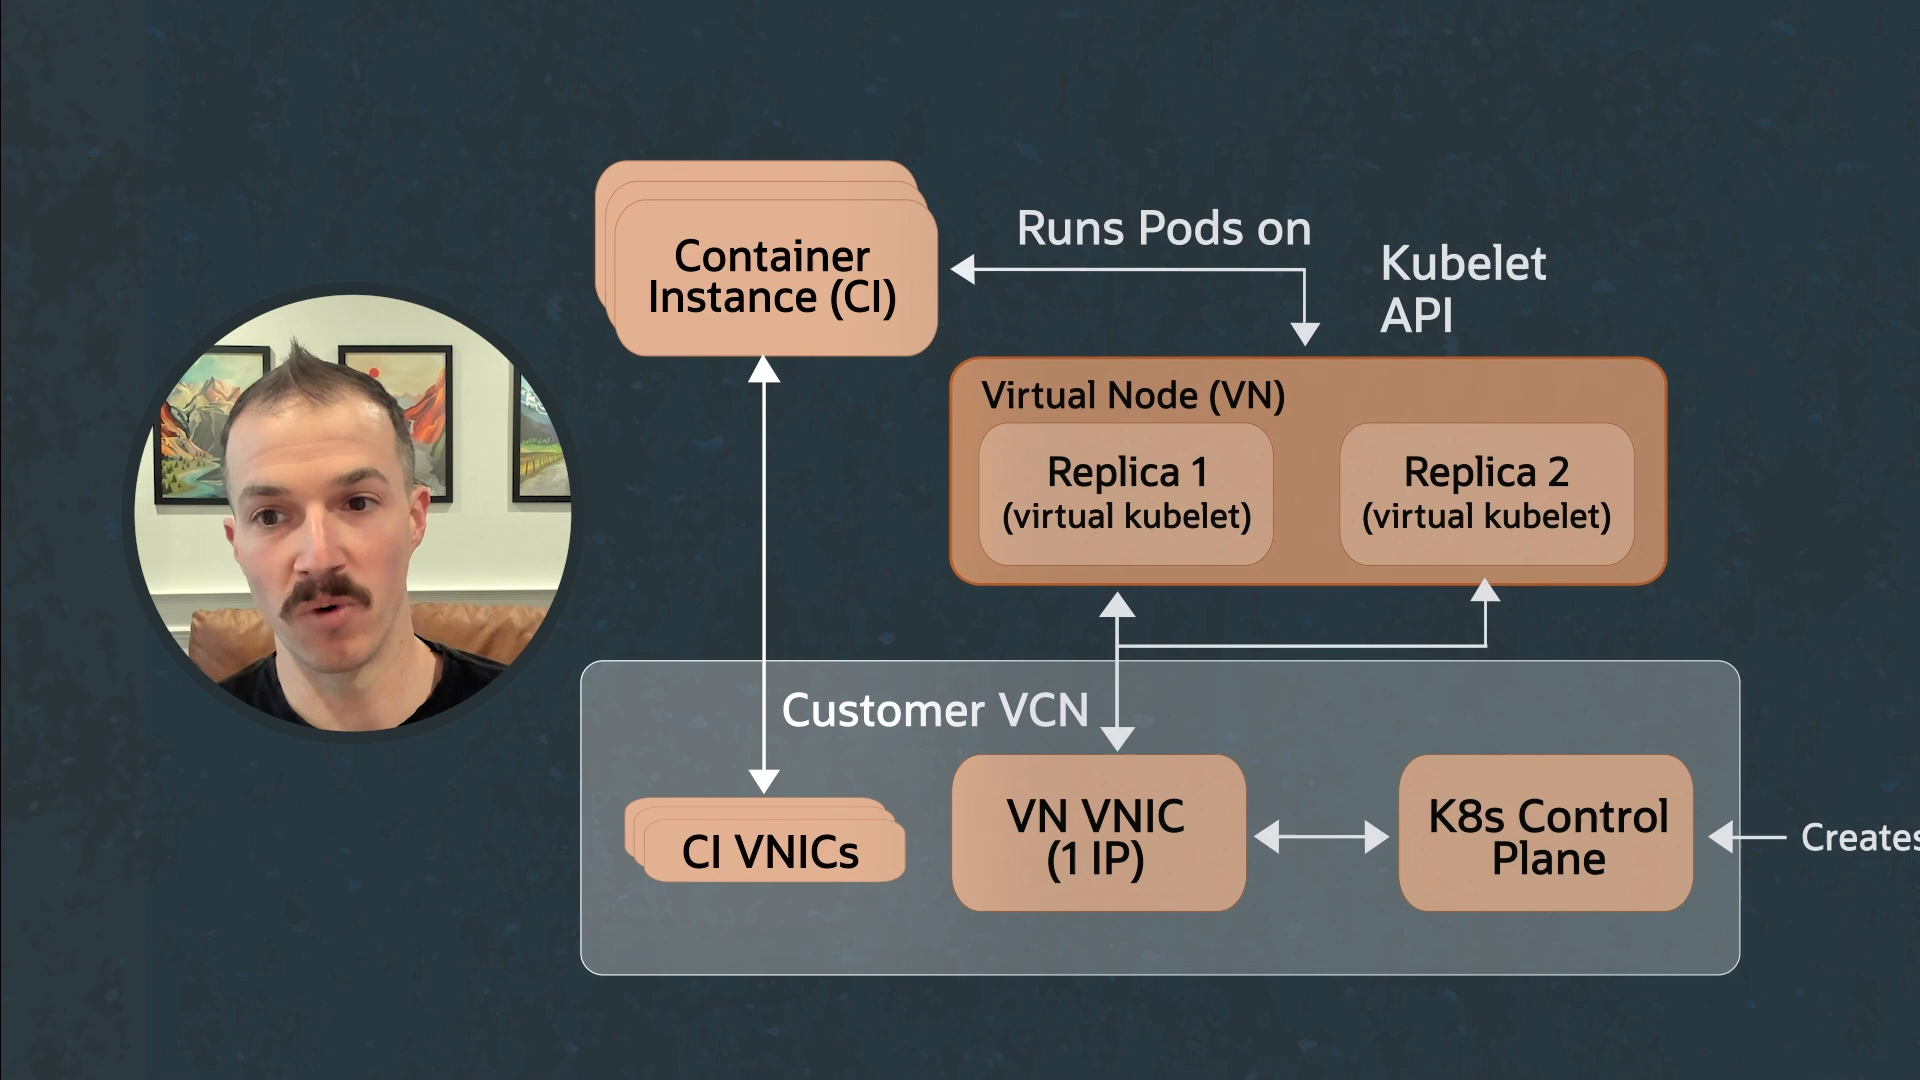 Container
Instance (CI)
Runs Pods on
Kubelet
API
Virtual Node (VN)
Replica 1
(virtual kubelet)
Replica 2
(virtual kubelet)
Customer VCN
CI VNICs
VN VNIC
(1 IP)
K8s Control
Plane
Creates